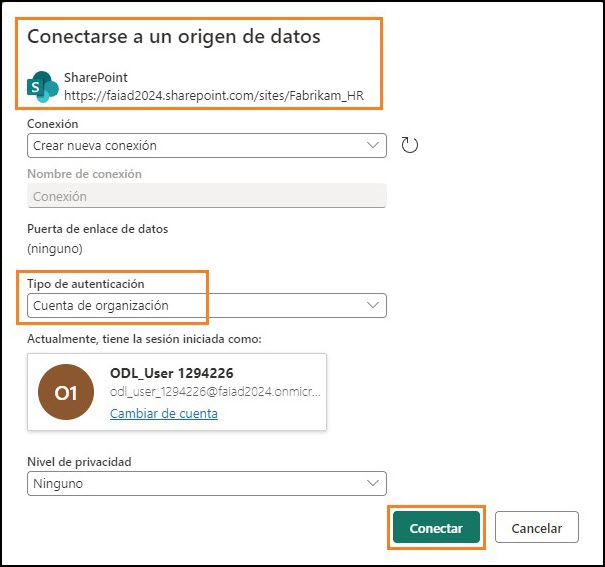 Conectarse a un origen de datos
S
SharePoint
https://faiad2024.sharepoint.com/sites/Fabrikam_HR
Conexión
Crear nueva conexión
Nombre de conexión
Conexión
Puerta de enlace de datos
(ninguno)
Tipo de autenticación
Cuenta de organización
Actualmente, tiene la sesión iniciada como:
O1
ODL_User 1294226
odl_user_1294226@faiad2024.onmicr...
Cambiar de cuenta
Nivel de privacidad
Ninguno
Conectar
Cancelar